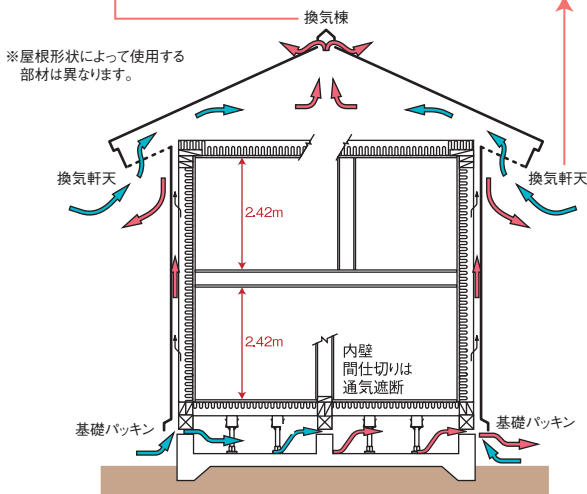 換気棟
※屋根形状によって使用する
部材は異なります。
換気軒天
換気軒天
2.42m
2.42m
内壁
間仕切りは
通気遮断
基礎パッキン
基礎パッキン